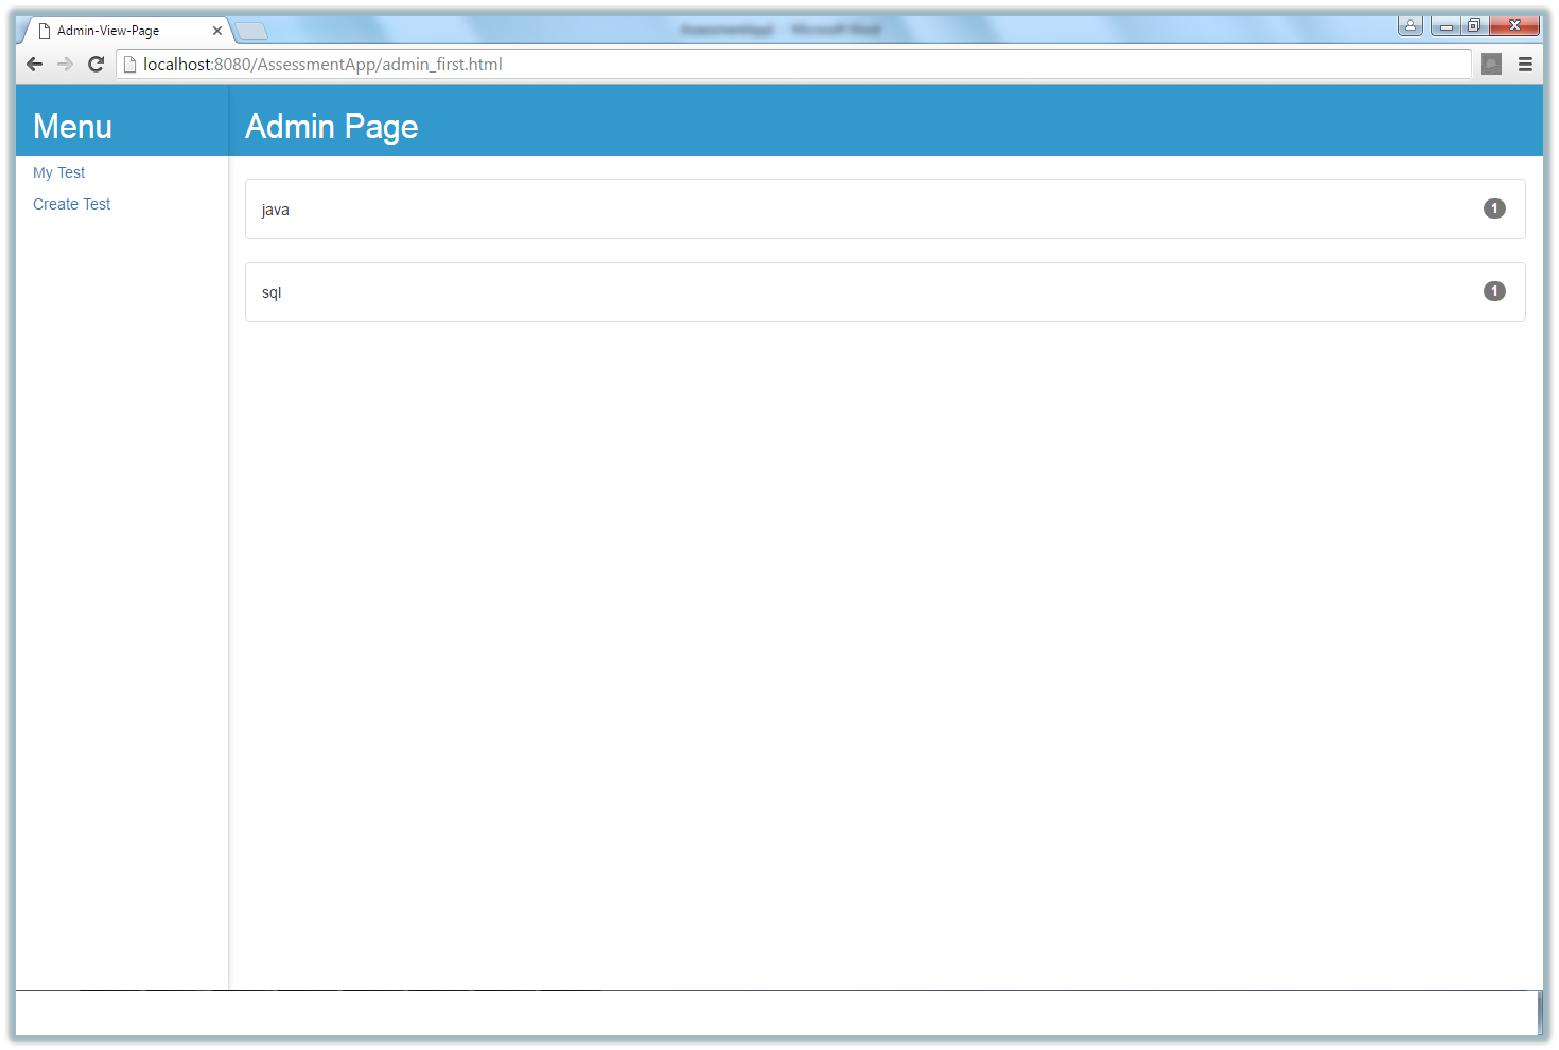 Admin-View-Page
localhost:8080/AssessmentApp/admin_first.html
Menu
Admin Page
My Test
Create Test
java
1
sql
1